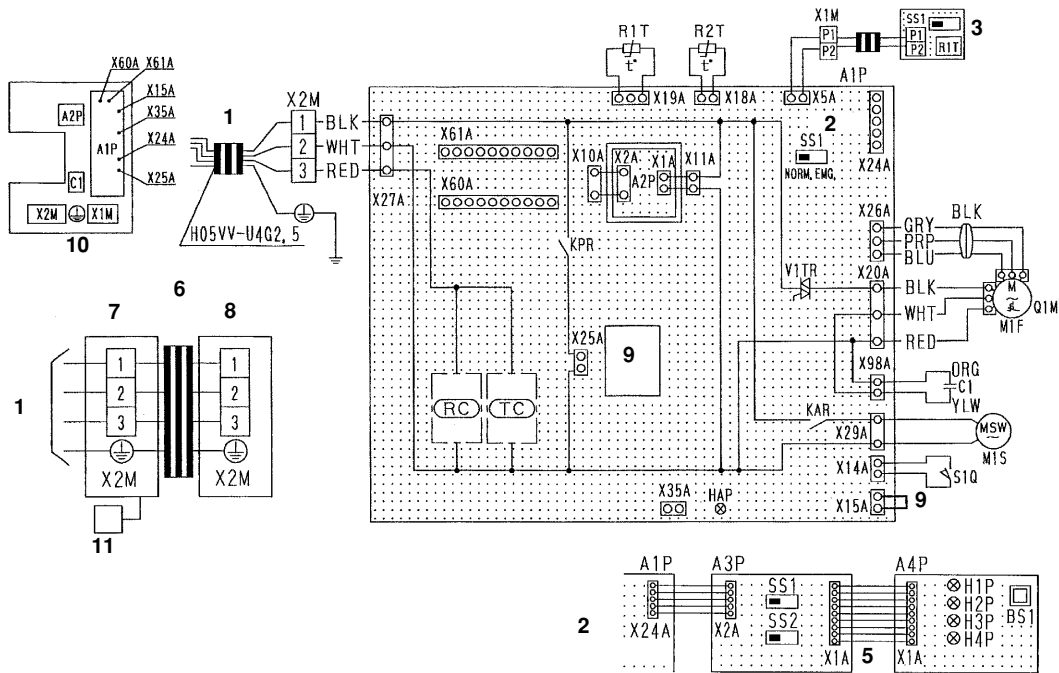 X60A X61A
X15A
X35A
X24A
X25A
A2P
A1P
C1
X2M X1M
10
1
X2M
1 BLK
2 WHT
3 RED
X27A
H05VV-U4G2,5
R1T
t°
R2T
t°
X19A
X18A
X1M
P1
P2
SS1
P1
P2
R1T
3
X5A
A1P
2
SS1
NORM. EMG.
X24A
X61A
X60A
X10A
X2A
A2P
X1A
X11A
KPR
X25A
9
V1TR
RC
TC
X26A
GRY
PRP
BLU
BLK
X20A
BLK
WHT
RED
M
~
Q1M
M1F
X98A
ORG
C1
YLW
KAR
X29A
MSW
~
M1S
X14A
S1Q
X15A
9
X35A
HAP
6
7
8
1
1
2
3
X2M
1
2
3
X2M
11
2
A1P
X24A
A3P
X2A
SS1
SS2
X1A
5
A4P
X1A
H1P
H2P
H3P
H4P
BS1